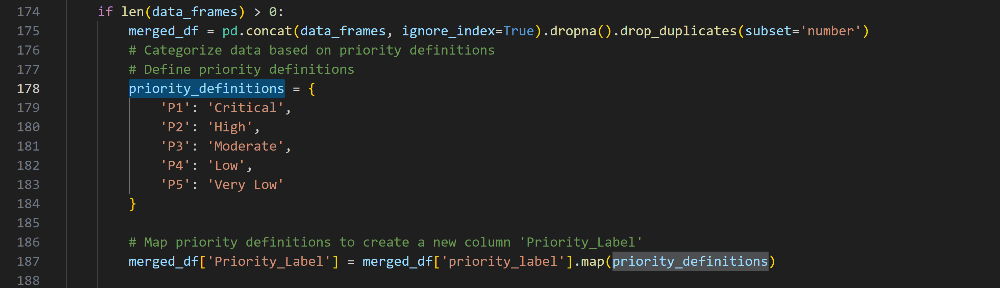 174 if len(data_frames) > 0:
175 merged_df = pd.concat(data_frames, ignore_index=True).dropna().drop_duplicates(subset='number')
176 # Categorize data based on priority definitions
177 # Define priority definitions
178 priority_definitions = {
179 'P1': 'Critical',
180 'P2': 'High',
181 'P3': 'Moderate',
182 'P4': 'Low',
183 'P5': 'Very Low'
184 }
185
186 # Map priority definitions to create a new column 'Priority_Label'
187 merged_df['Priority_Label'] = merged_df['priority_label'].map(priority_definitions)
188